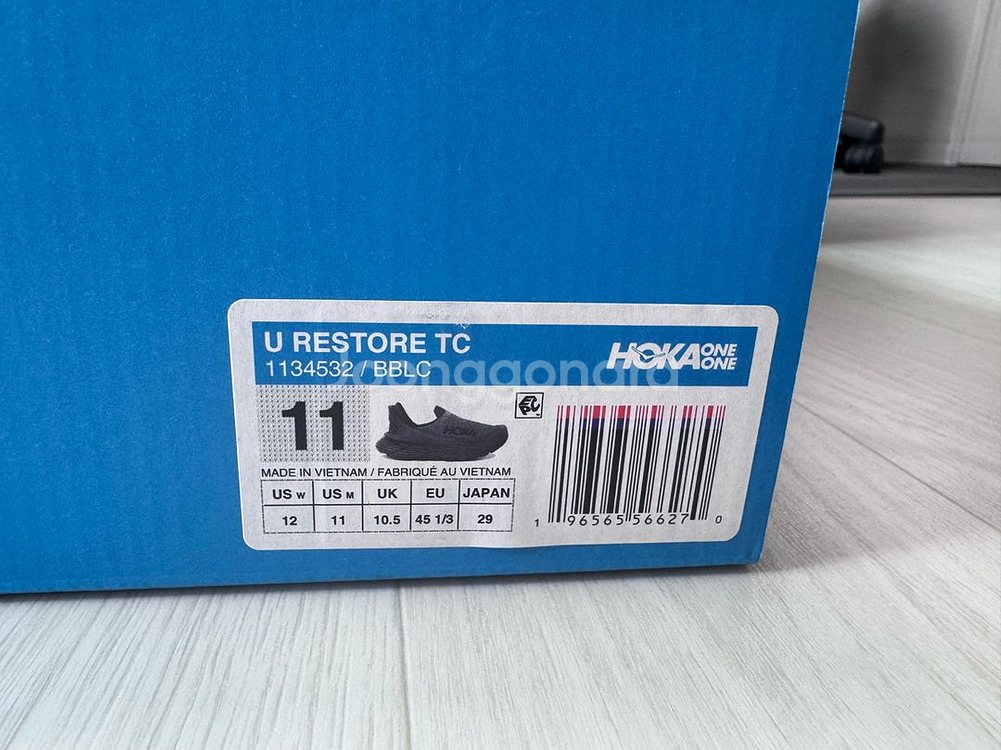 U RESTORE TC
1134532 / BBLC
HOKA ONE ONE
joonggonara
11
HOKA
MADE IN VIETNAM / FABRIQUÉ AU VIETNAM
US W US M UK EU JAPAN
12 11 10.5 45 1/3 29
1 96565 56627 0